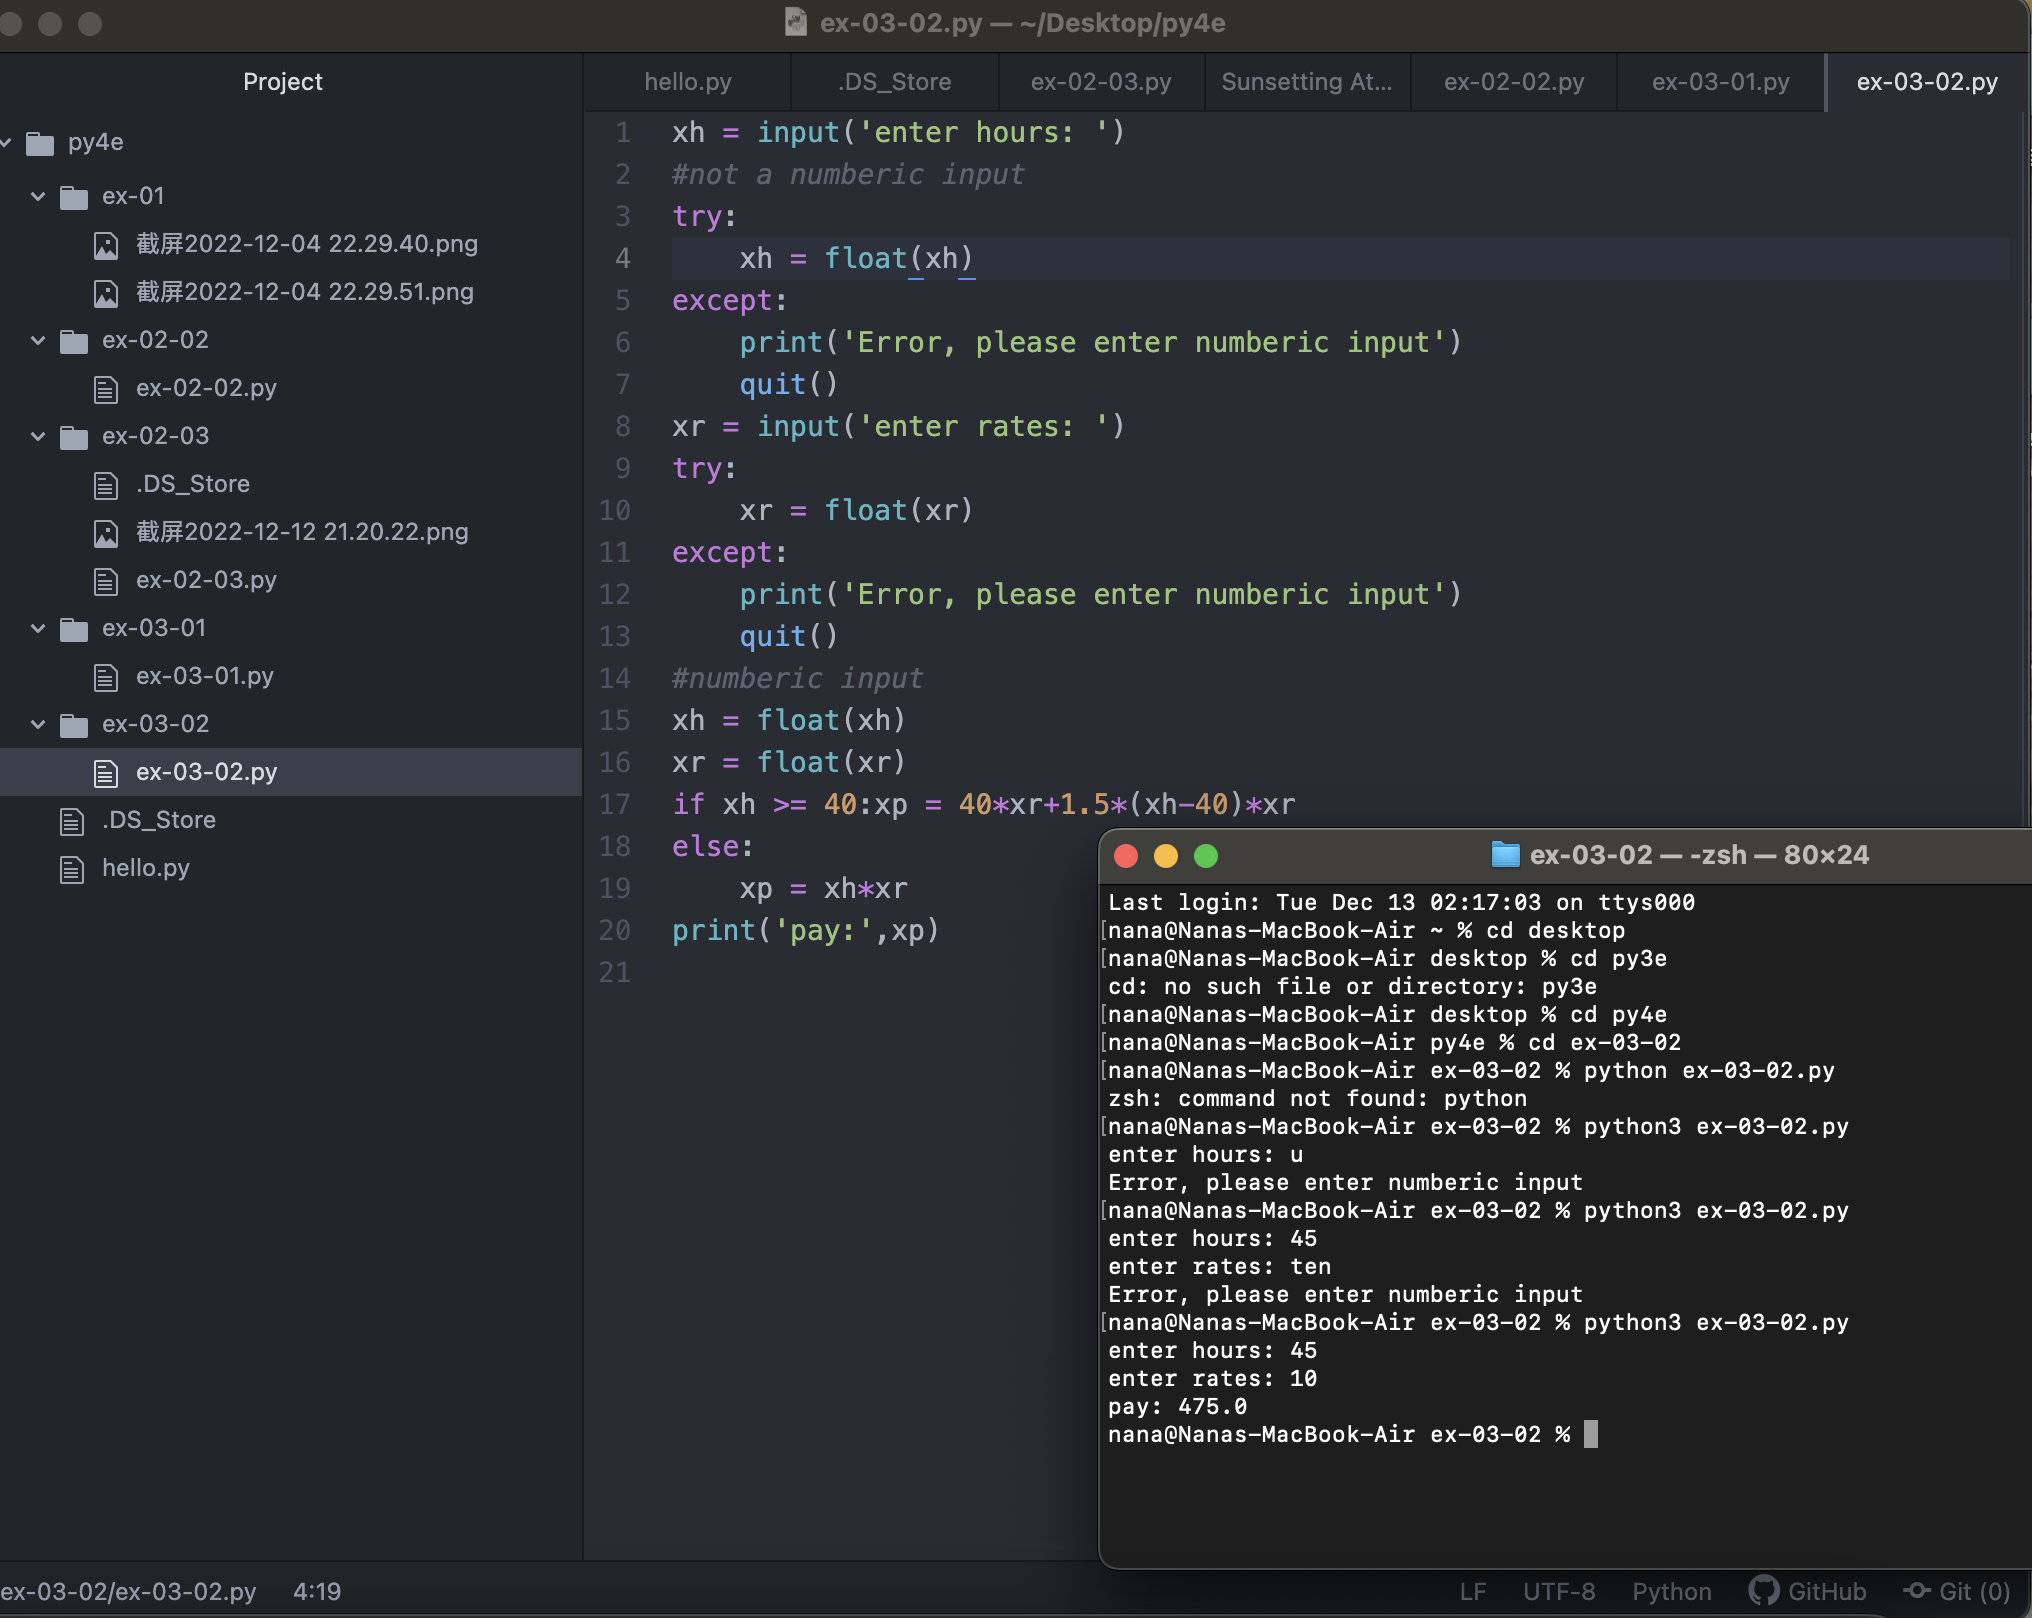 ex-03-02.py — ~/Desktop/py4e
Project
hello.py
.DS_Store
ex-02-03.py
Sunsetting At...
ex-02-02.py
ex-03-01.py
ex-03-02.py
py4e
ex-01
截屏2022-12-04 22.29.40.png
截屏2022-12-04 22.29.51.png
ex-02-02
ex-02-02.py
ex-02-03
.DS_Store
截屏2022-12-12 21.20.22.png
ex-02-03.py
ex-03-01
ex-03-01.py
ex-03-02
ex-03-02.py
.DS_Store
hello.py
1 xh = input('enter hours: ')
2 #not a numberic input
3 try:
4     xh = float(xh)
5 except:
6     print('Error, please enter numberic input')
7     quit()
8 xr = input('enter rates: ')
9 try:
10     xr = float(xr)
11 except:
12     print('Error, please enter numberic input')
13     quit()
14 #numberic input
15 xh = float(xh)
16 xr = float(xr)
17 if xh >= 40:xp = 40*xr+1.5*(xh-40)*xr
18 else:
19     xp = xh*xr
20 print('pay:',xp)
21
ex-03-02 — -zsh — 80×24
Last login: Tue Dec 13 02:17:03 on ttys000
[nana@Nanas-MacBook-Air ~ % cd desktop
[nana@Nanas-MacBook-Air desktop % cd py3e
cd: no such file or directory: py3e
[nana@Nanas-MacBook-Air desktop % cd py4e
[nana@Nanas-MacBook-Air py4e % cd ex-03-02
[nana@Nanas-MacBook-Air ex-03-02 % python ex-03-02.py
zsh: command not found: python
[nana@Nanas-MacBook-Air ex-03-02 % python3 ex-03-02.py
enter hours: u
Error, please enter numberic input
[nana@Nanas-MacBook-Air ex-03-02 % python3 ex-03-02.py
enter hours: 45
enter rates: ten
Error, please enter numberic input
[nana@Nanas-MacBook-Air ex-03-02 % python3 ex-03-02.py
enter hours: 45
enter rates: 10
pay: 475.0
nana@Nanas-MacBook-Air ex-03-02 %
ex-03-02/ex-03-02.py 4:19
LF UTF-8 Python GitHub Git (0)